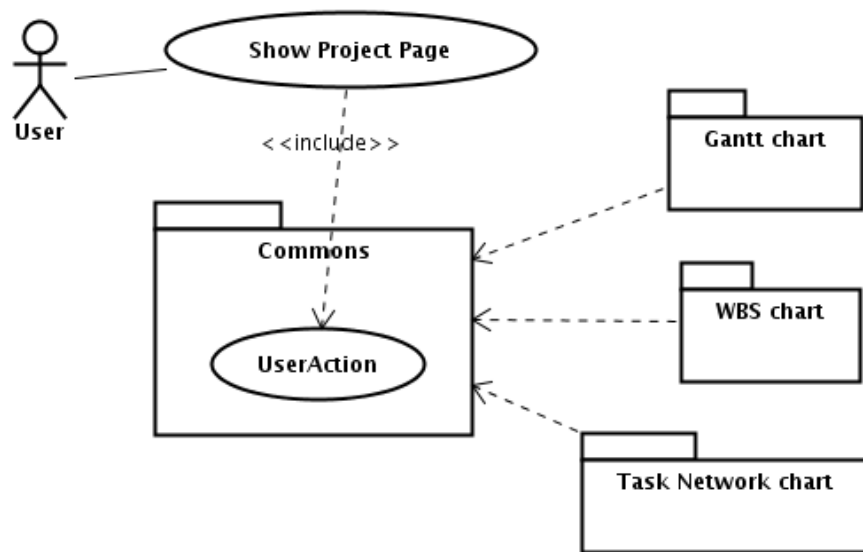 Show Project Page
User
<<include>>
Gantt chart
Commons
WBS chart
UserAction
Task Network chart